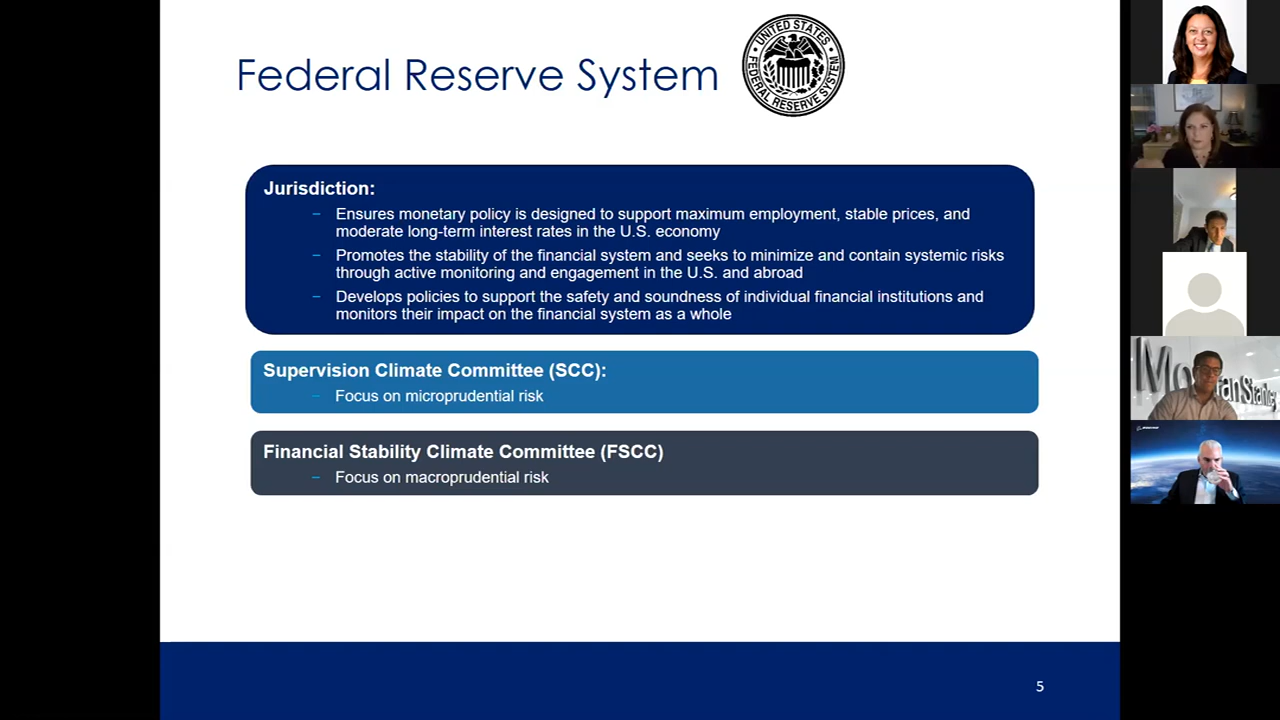 Federal Reserve System
UNITED STATES
FEDERAL RESERVE SYSTEM
Jurisdiction:
– Ensures monetary policy is designed to support maximum employment, stable prices, and
moderate long-term interest rates in the U.S. economy
– Promotes the stability of the financial system and seeks to minimize and contain systemic risks
through active monitoring and engagement in the U.S. and abroad
– Develops policies to support the safety and soundness of individual financial institutions and
monitors their impact on the financial system as a whole
Supervision Climate Committee (SCC):
– Focus on microprudential risk
Financial Stability Climate Committee (FSCC)
– Focus on macroprudential risk
5